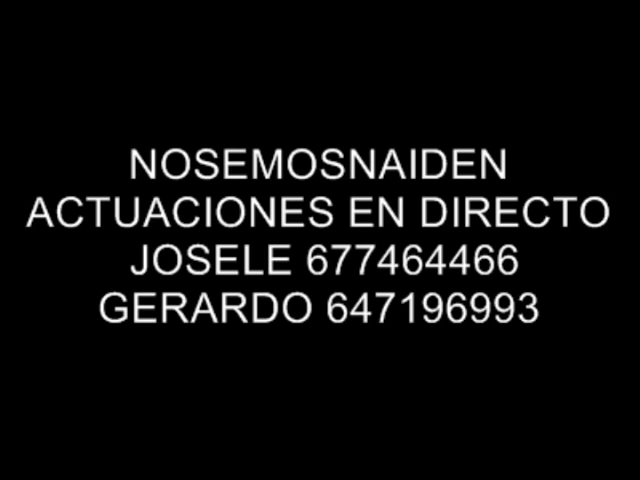 NOSEMOSNAIDEN
ACTUACIONES EN DIRECTO
JOSELE 677464466
GERARDO 647196993